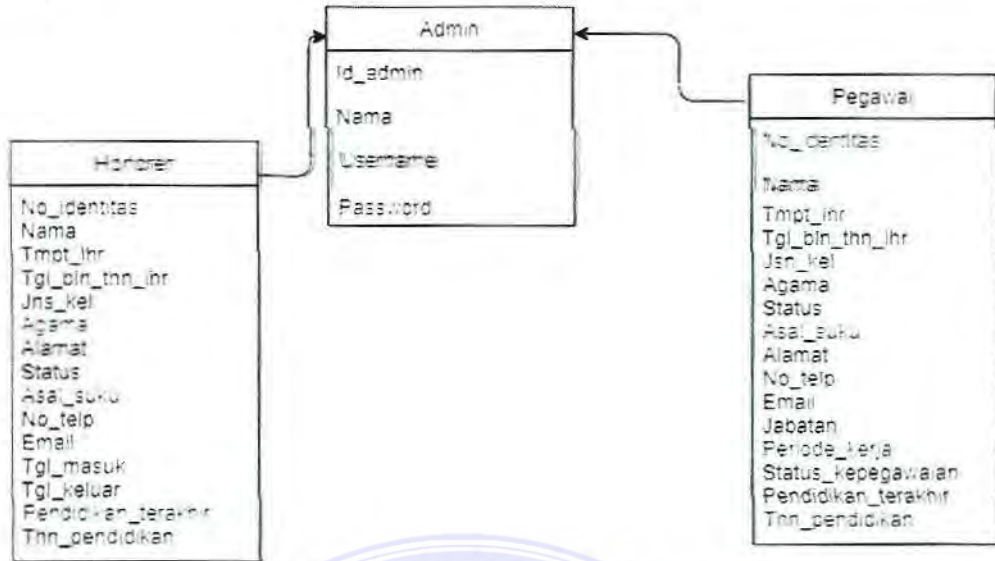 Admin
Id_admin
Nama
Username
Password
Honorer
No_identitas
Nama
Tmpt_lhr
Tgl_bln_thn_lhr
Jns_kel
Agama
Alamat
Status
Asal_suku
No_telp
Email
Tgl_masuk
Tgl_keluar
Pendidikan_terakhir
Thn_pendidikan
Pegawai
No_identitas
Nama
Tmpt_lhr
Tgl_bln_thn_lhr
Jsn_kel
Agama
Status
Asal_suku
Alamat
No_telp
Email
Jabatan
Periode_kerja
Status_kepegawaian
Pendidikan_terakhir
Thn_pendidikan